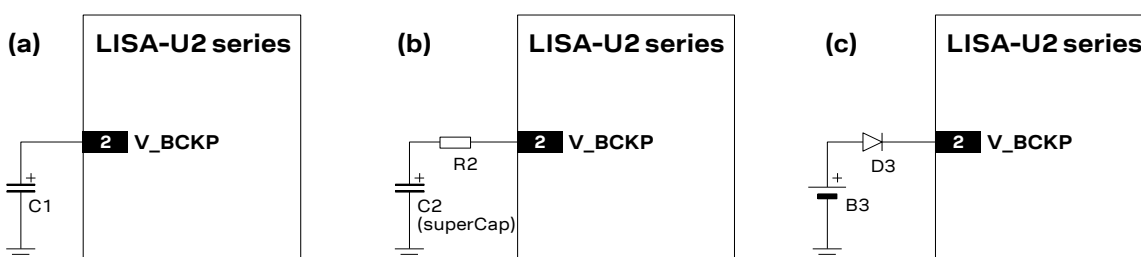 (a)
LISA-U2 series
2 V_BCKP
+
C1
(b)
LISA-U2 series
2 V_BCKP
R2
+
C2
(superCap)
(c)
LISA-U2 series
2 V_BCKP
D3
+
B3